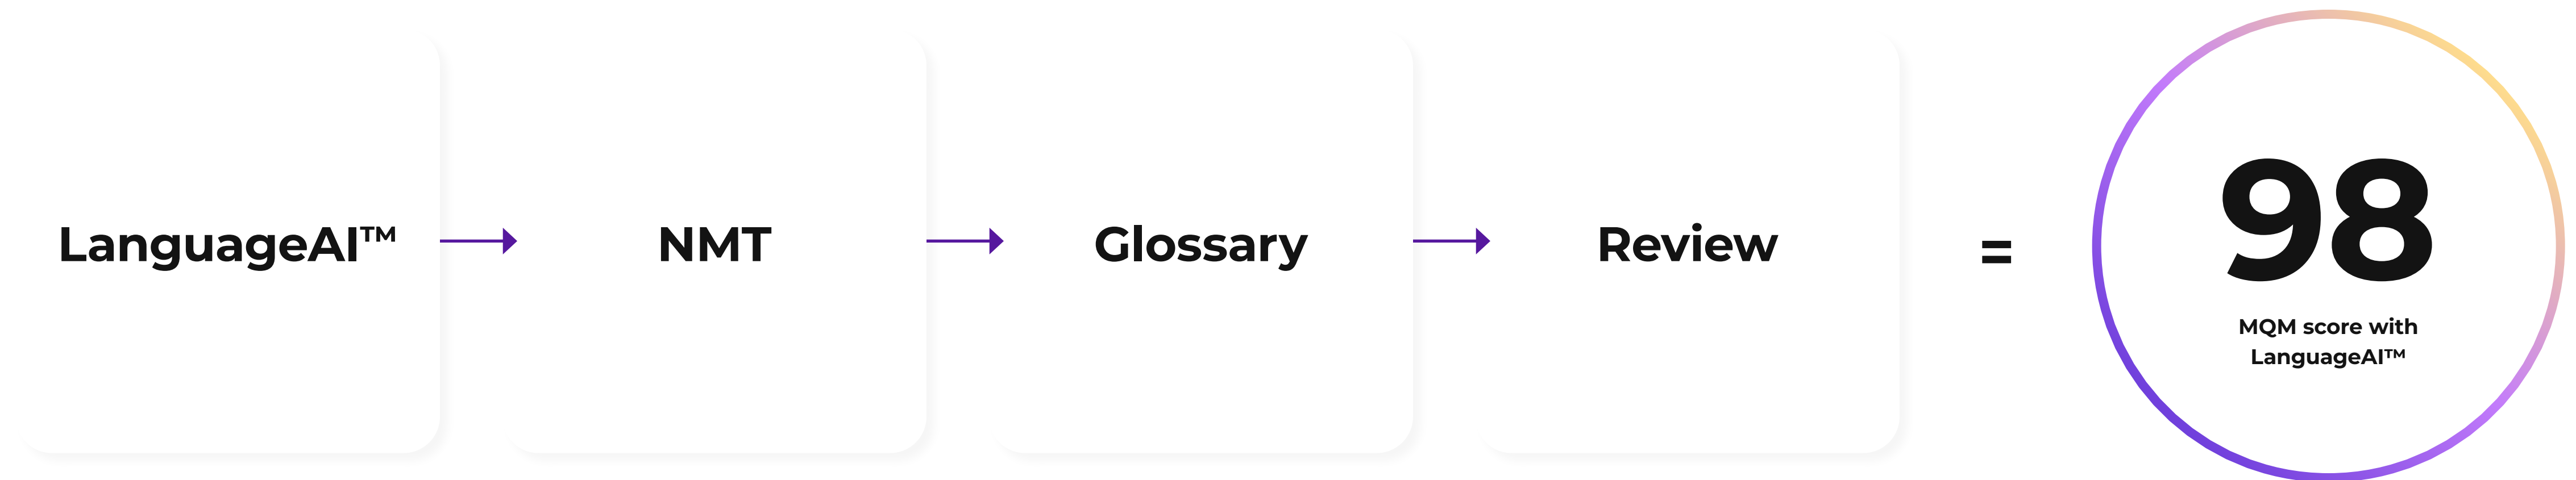 LanguageAI™
NMT
Glossary
Review
=
98
MQM score with
LanguageAI™